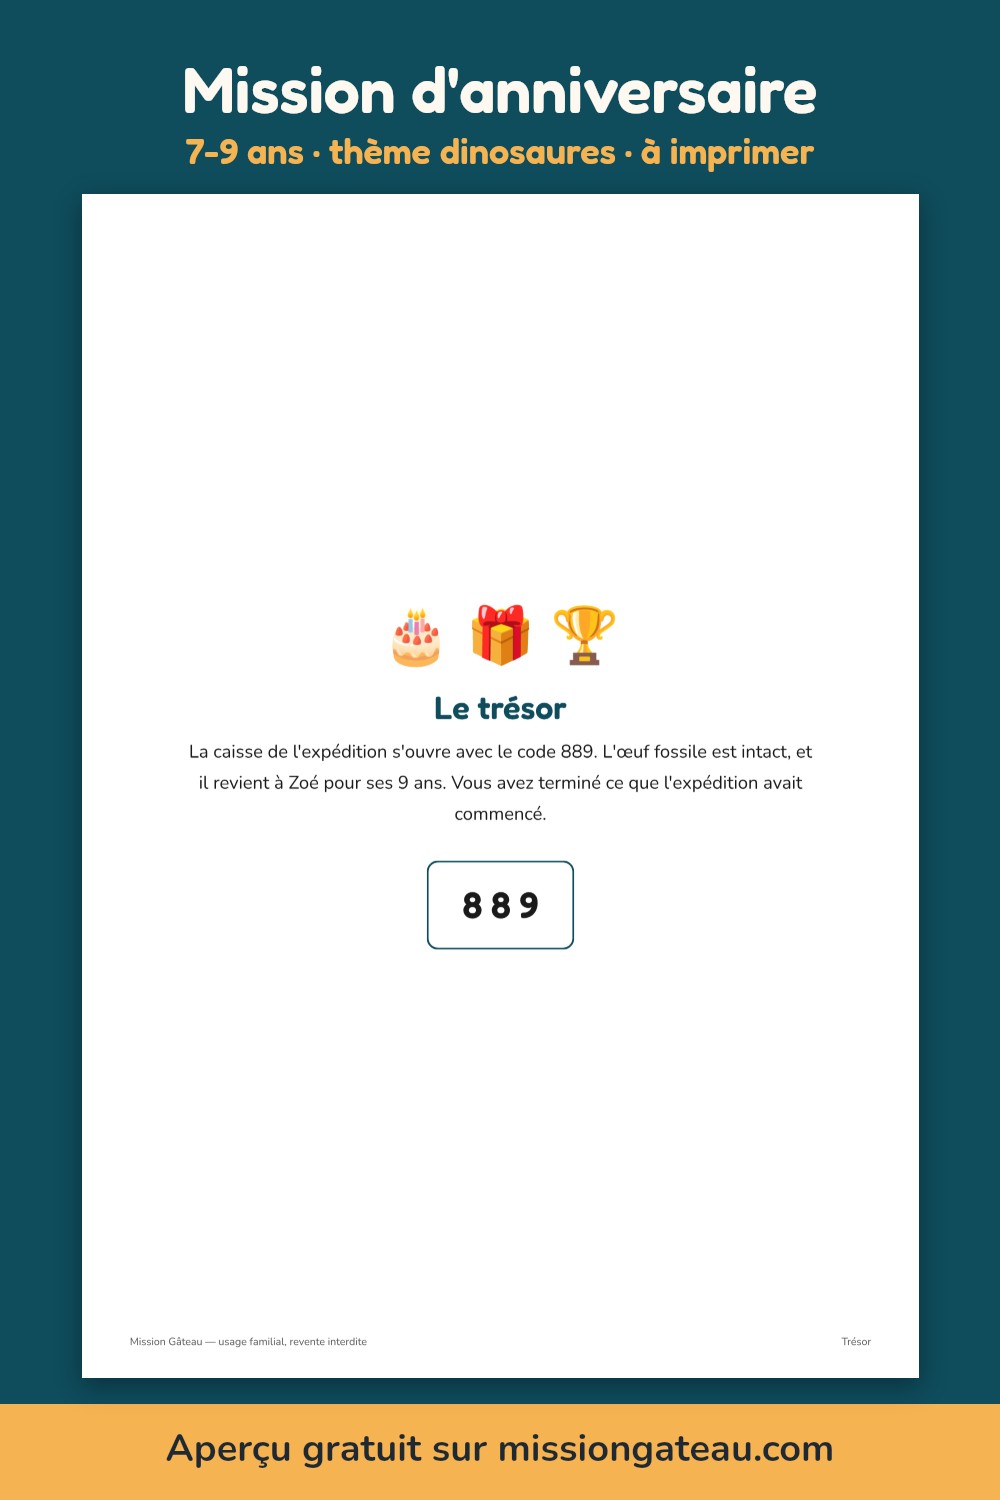 Mission d'anniversaire
7-9 ans · thème dinosaures · à imprimer
Le trésor
La caisse de l'expédition s'ouvre avec le code 889. L'œuf fossile est intact, et
il revient à Zoé pour ses 9 ans. Vous avez terminé ce que l'expédition avait
commencé.
889
Mission Gâteau — usage familial, revente interdite
Trésor
Aperçu gratuit sur missiongateau.com